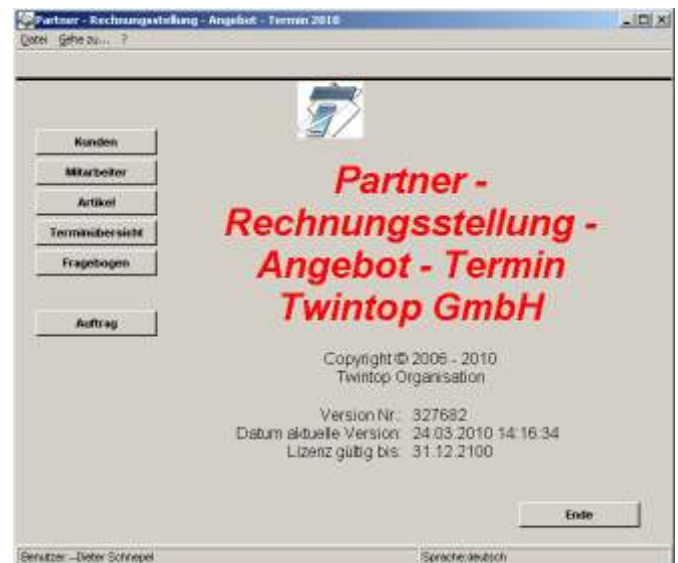 Partner - Rechnungsstellung - Angebot - Termin 2010
Datei Gehe zu... ?
Kunden
Mitarbeiter
Artikel
Terminübersicht
Fragebogen
Auftrag
Partner -
Rechnungsstellung -
Angebot - Termin
Twintop GmbH
Copyright © 2006 - 2010
Twintop Organisation
Version Nr.: 327682
Datum aktuelle Version: 24.03.2010 14:16:34
Lizenz gültig bis: 31.12.2100
Ende
Benutzer --Dieter Schnepel
Sprache:deutsch